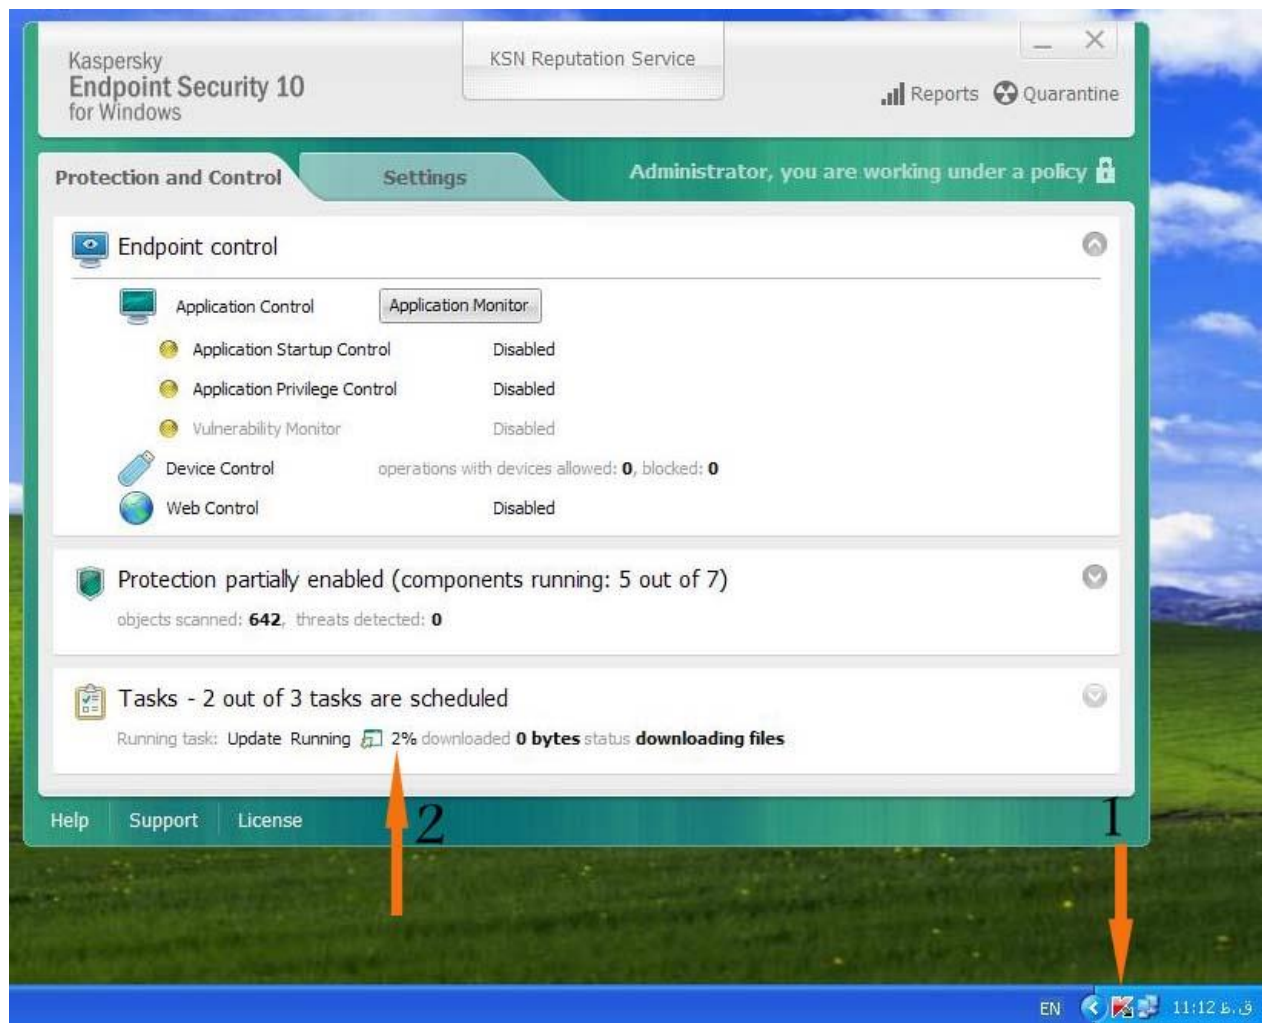 Kaspersky
Endpoint Security 10
for Windows
KSN Reputation Service
Reports Quarantine
Protection and Control
Settings
Administrator, you are working under a policy
Endpoint control
Application Control Application Monitor
Application Startup Control Disabled
Application Privilege Control Disabled
Vulnerability Monitor Disabled
Device Control operations with devices allowed: 0, blocked: 0
Web Control Disabled
Protection partially enabled (components running: 5 out of 7)
objects scanned: 642, threats detected: 0
Tasks - 2 out of 3 tasks are scheduled
Running task: Update Running 2% downloaded 0 bytes status downloading files
Help Support License
2
1
EN 11:12 ق.ظ